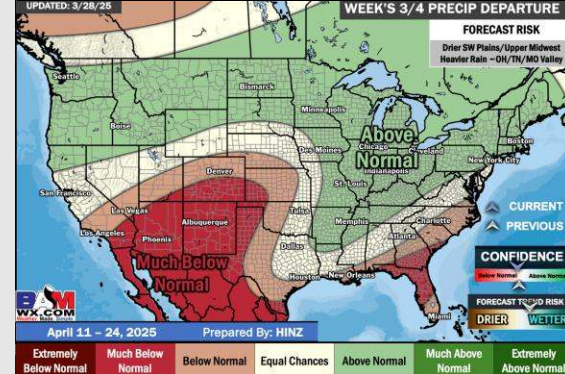 UPDATED: 3/28/25
WEEK'S 3/4 PRECIP DEPARTURE
FORECAST RISK
Drier SW Plains/Upper Midwest
Heavier Rain ~OH/TN/MO Valley
Seattle
Bismarck
Minneapolis
Boise
Above
Normal
Boston
Des Moines
Chicago
Cleveland
New York City
Indianapolis
Denver
St. Louis
San Francisco
Las Vegas
Tulsa
CURRENT
Los Angeles
Albuquerque
Memphis
Charlotte
PREVIOUS
Phoenix
Atlanta
Dallas
Much Below
Normal
CONFIDENCE
Below Normal
Above Normal
Houston
New Orleans
BAM
WX.COM
Weather. Made. Simple.
FORECAST TREND RISK
DRIER
WETTER
Miami
April 11 – 24, 2025
Prepared By: HINZ
Extremely
Below Normal
Much Below
Normal
Below Normal
Equal Chances
Above Normal
Much Above
Normal
Extremely
Above Normal